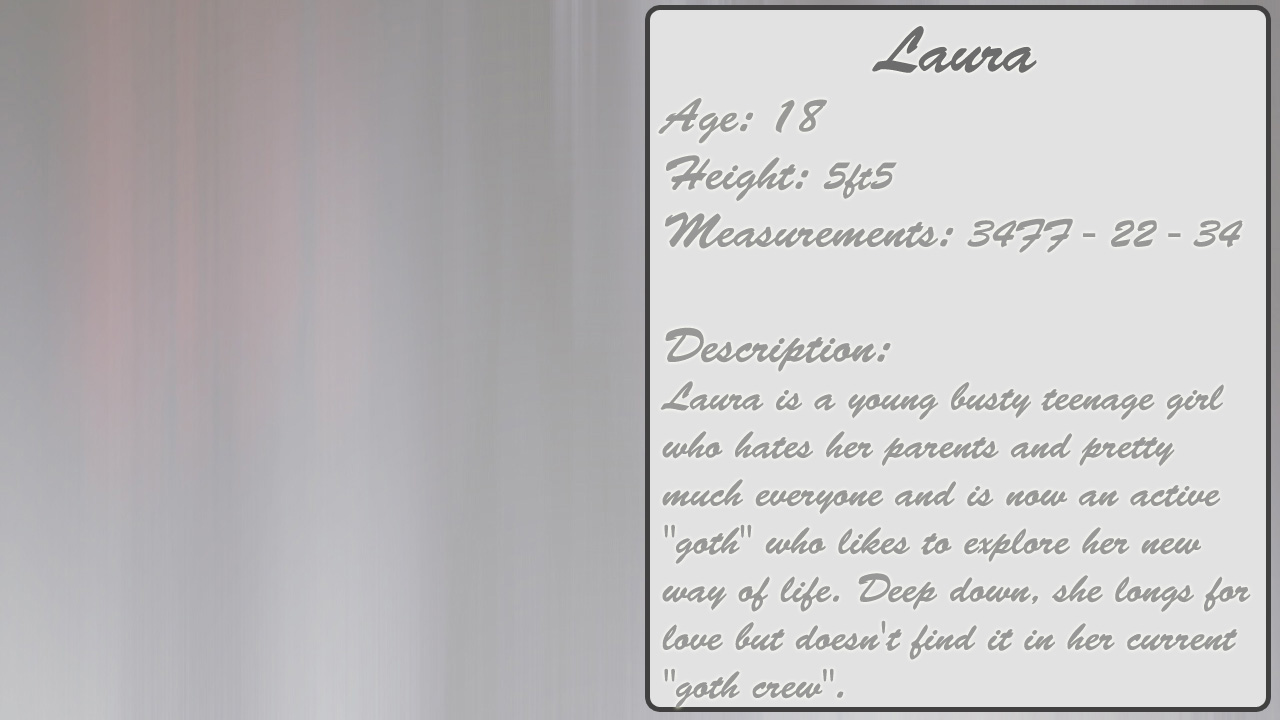 Laura
Age: 18
Height: 5ft5
Measurements: 34FF - 22 - 34
Description:
Laura is a young busty teenage girl
who hates her parents and pretty
much everyone and is now an active
"goth" who likes to explore her new
way of life. Deep down, she longs for
love but doesn't find it in her current
"goth crew".